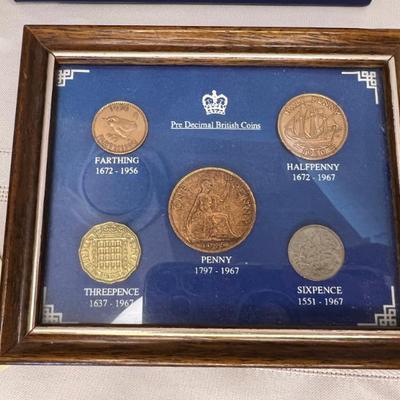 Pre Decimal British Coins
FARTHING
1672 - 1956
HALFPENNY
1672 - 1967
PENNY
1797 - 1967
THREEPENCE
1637 - 1967
SIXPENCE
1551 - 1967